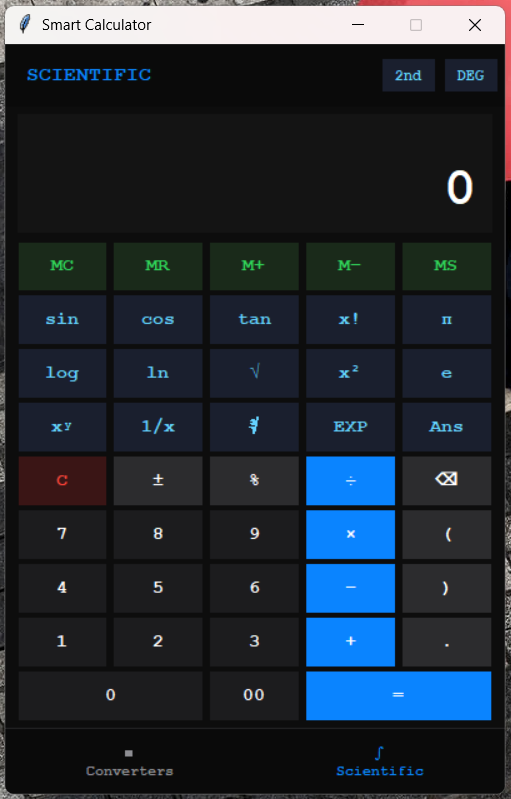 Smart Calculator
SCIENTIFIC 2nd DEG
0
MC MR M+ M− MS
sin cos tan x! π
log ln √ x² e
xʸ 1/x EXP Ans
C ± % ÷ ⌫
7 8 9 × (
4 5 6 − )
1 2 3 + .
0 00 =
∫
Converters Scientific